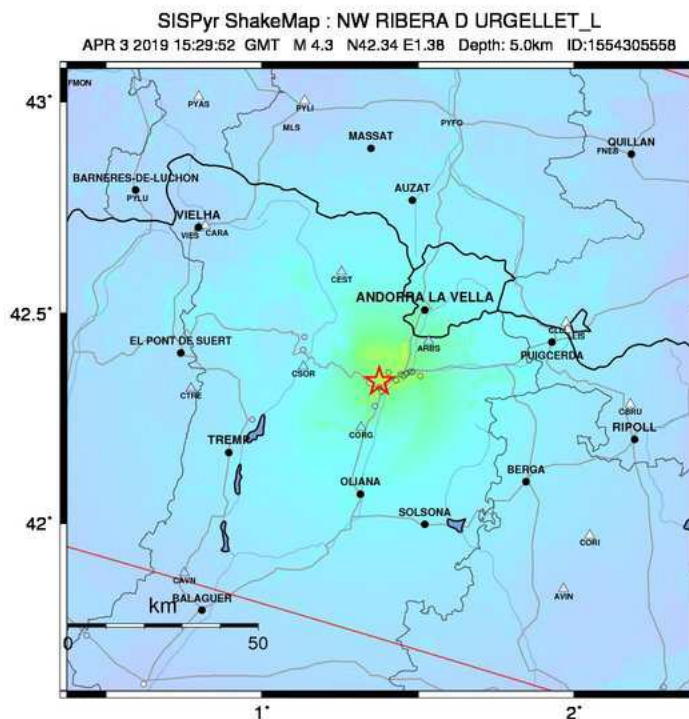 SISPyr ShakeMap : NW RIBERA D URGELLET_L
APR 3 2019 15:29:52 GMT M 4.3 N42.34 E1.38 Depth: 5.0km ID:1554305558
43°
FMON
PYAS
PYLI
MLS
PYFO
MASSAT
QUILLAN
FNEB
BARNERES-DE-LUCHON
PYLU
AUZAT
VIELHA
VIES
CARA
CEST
ANDORRA LA VELLA
42.5°
ARBS
EL PONT DE SUERT
PUIGCERDA
CSOR
CTRE
CBRU
CORG
RIPOLL
TREMP
BERGA
OLIANA
SOLSONA
42°
CORI
CAVN
AVIN
BALAGUER
km
0
50
1°
2°